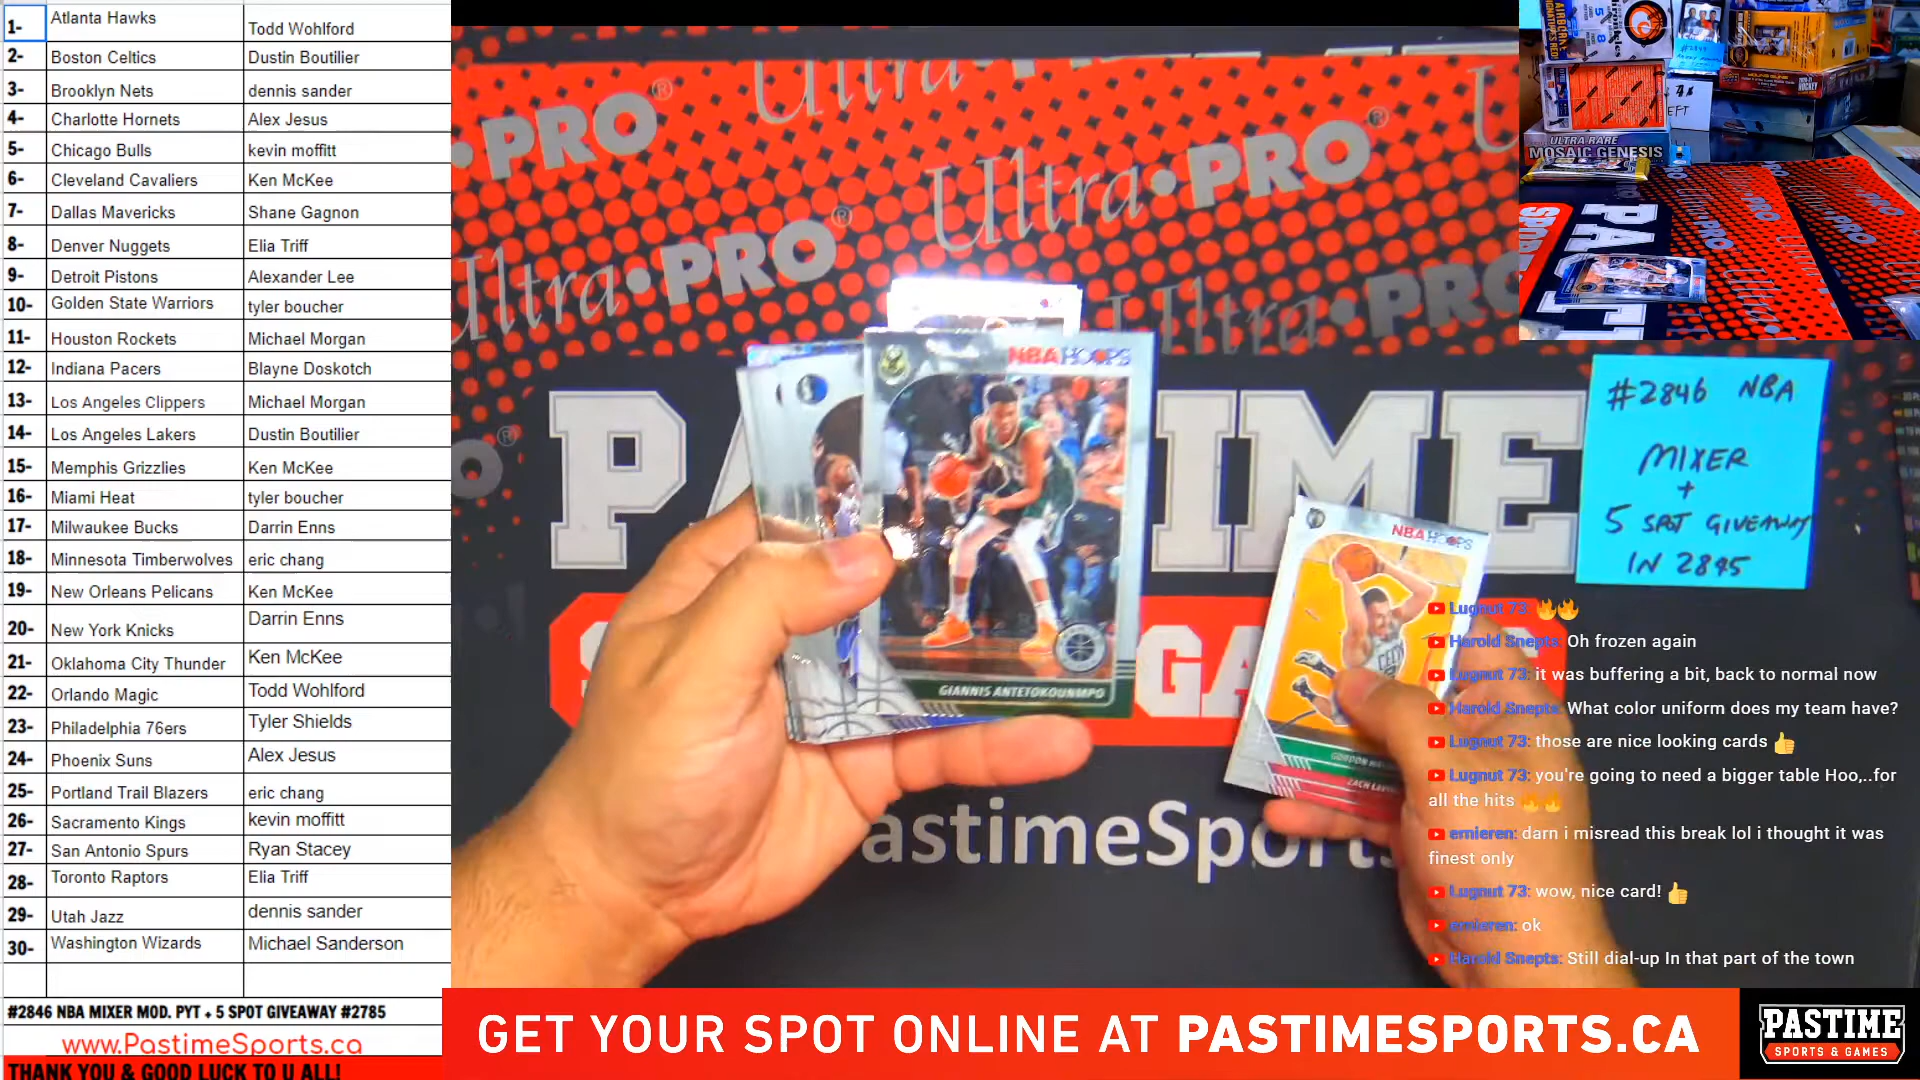 1- Atlanta Hawks Todd Wohlford
2- Boston Celtics Dustin Boutilier
3- Brooklyn Nets dennis sander
4- Charlotte Hornets Alex Jesus
5- Chicago Bulls kevin moffitt
6- Cleveland Cavaliers Ken McKee
7- Dallas Mavericks Shane Gagnon
8- Denver Nuggets Elia Triff
9- Detroit Pistons Alexander Lee
10- Golden State Warriors tyler boucher
11- Houston Rockets Michael Morgan
12- Indiana Pacers Blayne Doskotch
13- Los Angeles Clippers Michael Morgan
14- Los Angeles Lakers Dustin Boutilier
15- Memphis Grizzlies Ken McKee
16- Miami Heat tyler boucher
17- Milwaukee Bucks Darrin Enns
18- Minnesota Timberwolves eric chang
19- New Orleans Pelicans Ken McKee
20- New York Knicks Darrin Enns
21- Oklahoma City Thunder Ken McKee
22- Orlando Magic Todd Wohlford
23- Philadelphia 76ers Tyler Shields
24- Phoenix Suns Alex Jesus
25- Portland Trail Blazers eric chang
26- Sacramento Kings kevin moffitt
27- San Antonio Spurs Ryan Stacey
28- Toronto Raptors Elia Triff
29- Utah Jazz dennis sander
30- Washington Wizards Michael Sanderson
#2846 NBA MIXER MOD. PYT + 5 SPOT GIVEAWAY #2785
www.PastimeSports.ca
THANK YOU & GOOD LUCK TO U ALL!
PRO
Ultra
Ultra•PRO
Ultra•PRO
Ultra•PRO
NBA HOOPS
GIANNIS ANTETOKOUNMPO
NBA HOOPS
PastimeSports
#2846 NBA
MIXER
+
5 SPOT GIVEAWAY
IN 2845
ULTRA RARE
MOSAIC GENESIS
Lugnut 73: 🔥🔥
Harold Snepts: Oh frozen again
Lugnut 73: it was buffering a bit, back to normal now
Harold Snepts: What color uniform does my team have?
Lugnut 73: those are nice looking cards 👍
Lugnut 73: you're going to need a bigger table Hoo,..for
all the hits 🔥🔥
ernieren: darn i misread this break lol i thought it was
finest only
Lugnut 73: wow, nice card! 👍
ernieren: ok
Harold Snepts: Still dial-up In that part of the town
GET YOUR SPOT ONLINE AT PASTIMESPORTS.CA
PASTIME
SPORTS & GAMES